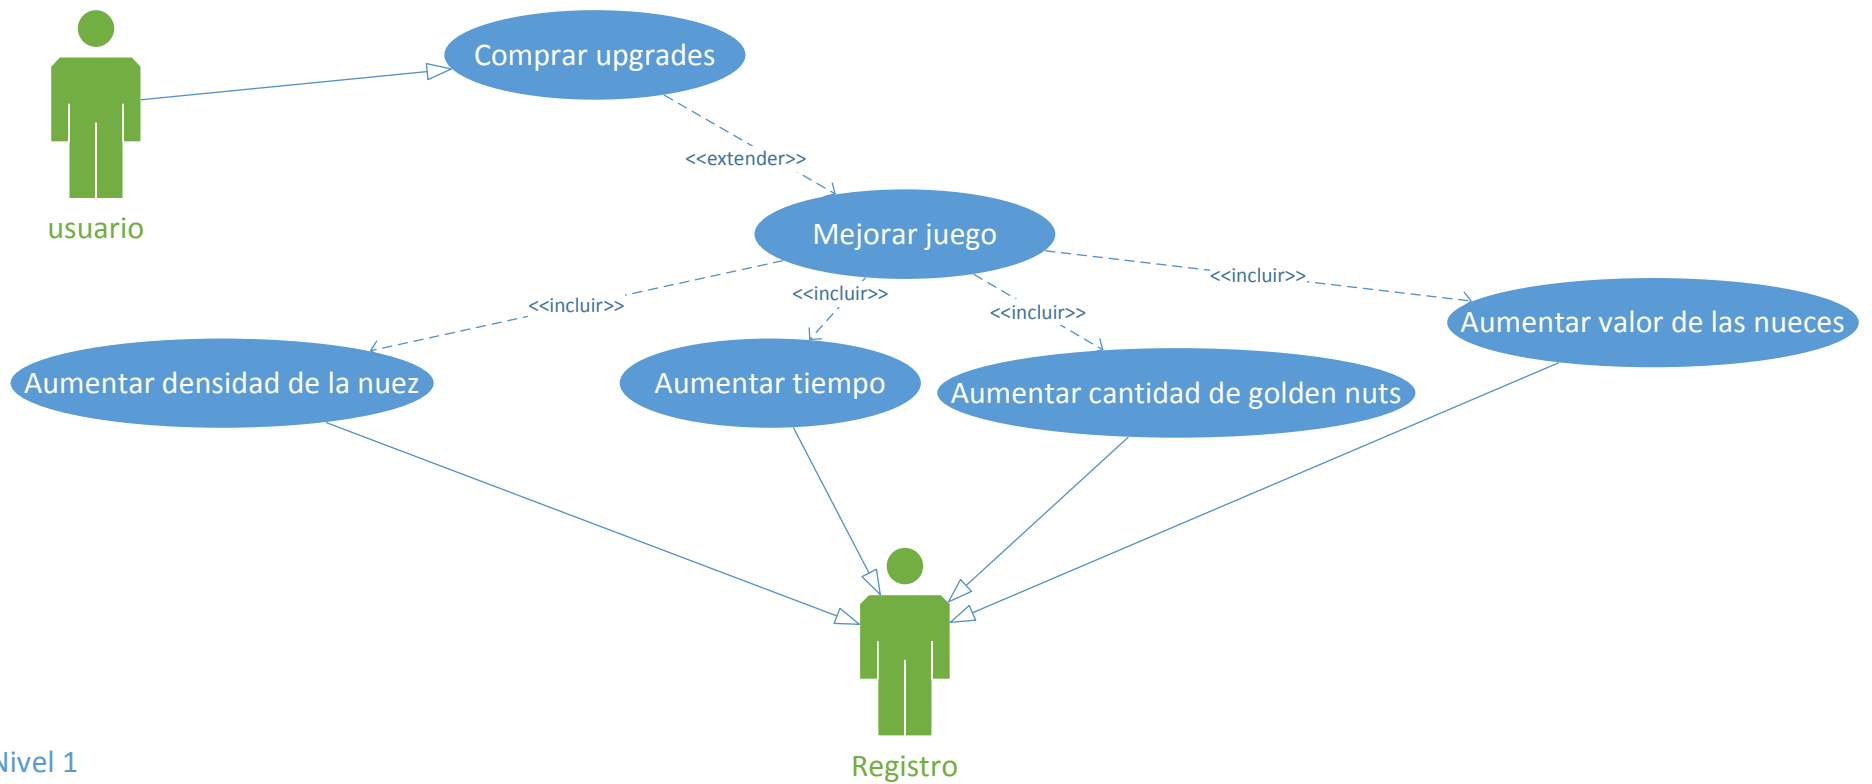 Comprar upgrades
<<extender>>
usuario
Mejorar juego
<<incluir>>
<<incluir>>
<<incluir>>
<<incluir>>
Aumentar valor de las nueces
Aumentar densidad de la nuez
Aumentar tiempo
Aumentar cantidad de golden nuts
Registro
Nivel 1